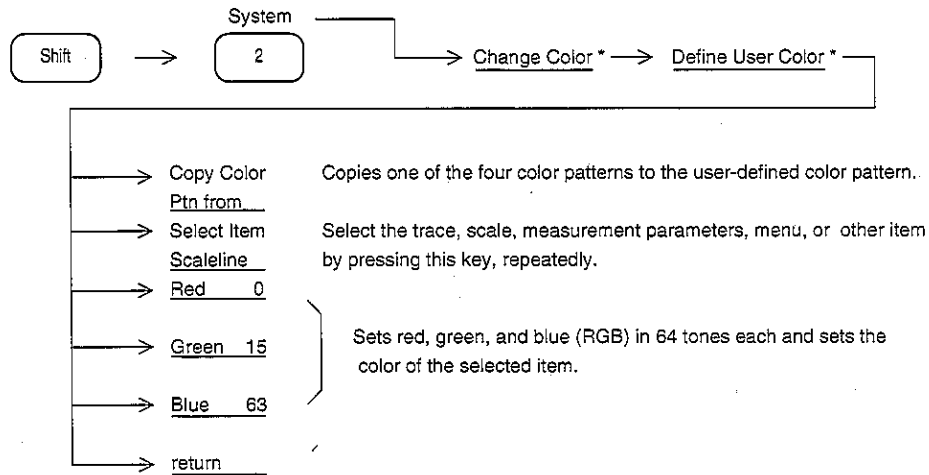 System
Shift
2
Change Color *
Define User Color *
Copy Color
Ptn from
Copies one of the four color patterns to the user-defined color pattern.
Select Item
Scaleline
Select the trace, scale, measurement parameters, menu, or other item
by pressing this key, repeatedly.
Red 0
Green 15
Blue 63
Sets red, green, and blue (RGB) in 64 tones each and sets the
color of the selected item.
return